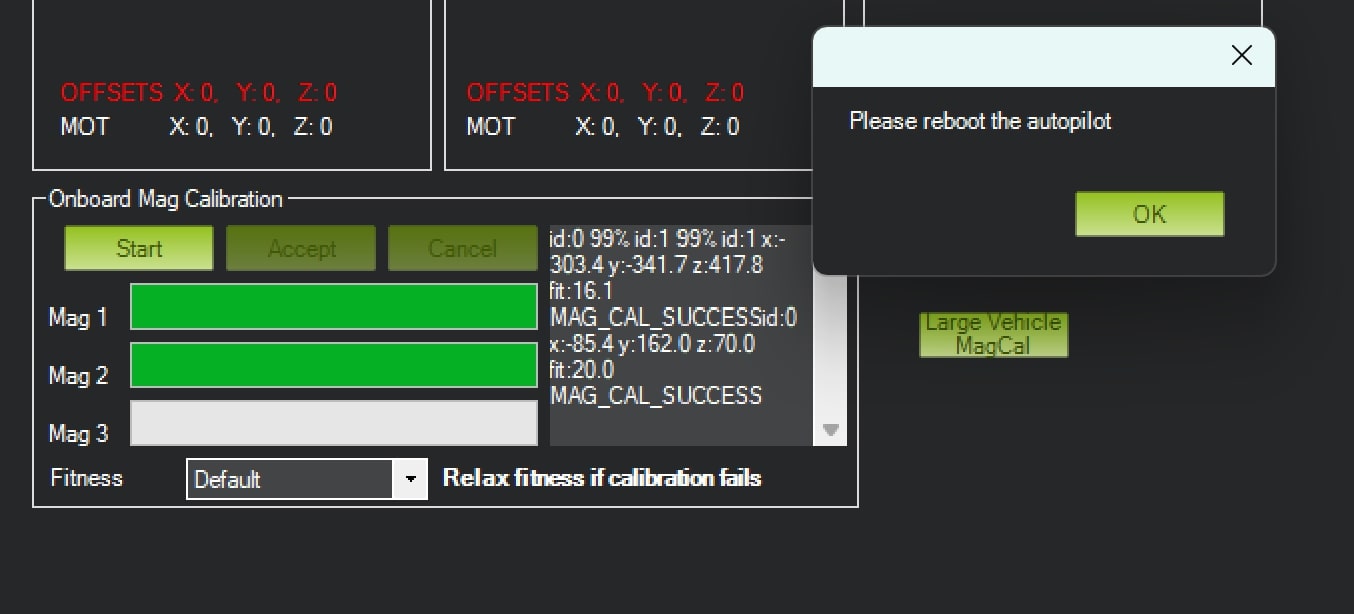 OFFSETS X: 0, Y: 0, Z: 0
MOT X: 0, Y: 0, Z: 0
OFFSETS X: 0, Y: 0, Z: 0
MOT X: 0, Y: 0, Z: 0
Please reboot the autopilot
OK
Onboard Mag Calibration
Start
Accept
Cancel
id:0 99% id:1 99% id:1 x:-
303.4 y:-341.7 z:417.8
fit:16.1
MAG_CAL_SUCCESSid:0
x:-85.4 y:162.0 z:70.0
fit:20.0
MAG_CAL_SUCCESS
Mag 1
Mag 2
Mag 3
Large Vehicle
MagCal
Fitness
Default
Relax fitness if calibration fails